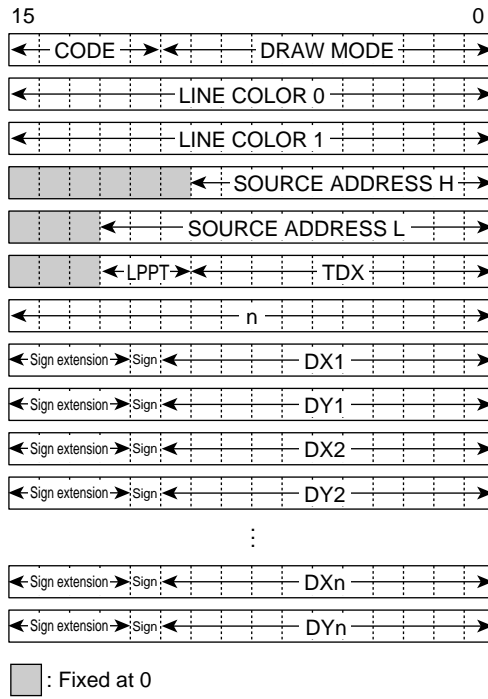 15 0
CODE DRAW MODE
LINE COLOR 0
LINE COLOR 1
SOURCE ADDRESS H
SOURCE ADDRESS L
LPPT TDX
n
Sign extension Sign DX1
Sign extension Sign DY1
Sign extension Sign DX2
Sign extension Sign DY2
⋮
Sign extension Sign DXn
Sign extension Sign DYn
: Fixed at 0